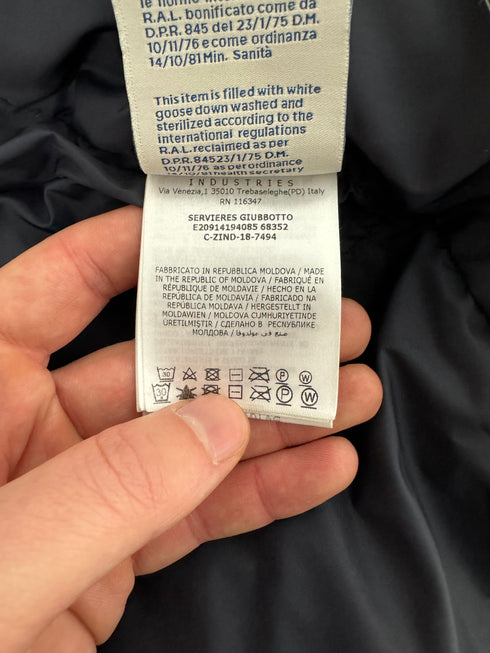 le norme internazionali
R.A.L. bonificato come da
D.P.R. 845 del 23/1/75 D.M.
10/11/76 e come ordinanza
14/10/81 Min. Sanità
This item is filled with white
goose down washed and
sterilized according to the
international regulations
R.A.L. reclaimed as per
D.P.R. 84523/1/75 D.M.
10/11/76 as per ordinance
INDUSTRIES
Via Venezia,1 35010 Trebaseleghe(PD) Italy
RN 116347
SERVIERES GIUBBOTTO
E20914194085 68352
C-ZIND-18-7494
FABBRICATO IN REPUBBLICA MOLDOVA / MADE
IN THE REPUBLIC OF MOLDOVA / FABRIQUÉ EN
RÉPUBLIQUE DE MOLDAVIE / HECHO EN LA
REPÚBLICA DE MOLDAVIA / FABRICADO NA
REPÚBLICA MOLDAVA / HERGESTELLT IN
MOLDAWIEN / MOLDOVA CUMHURIYETINDE
ÜRETILMIŞTIR / СДЕЛАНО В РЕСПУБЛИКЕ
МОЛДОВА / صنع في مولدوفا
30 P W
30 P W